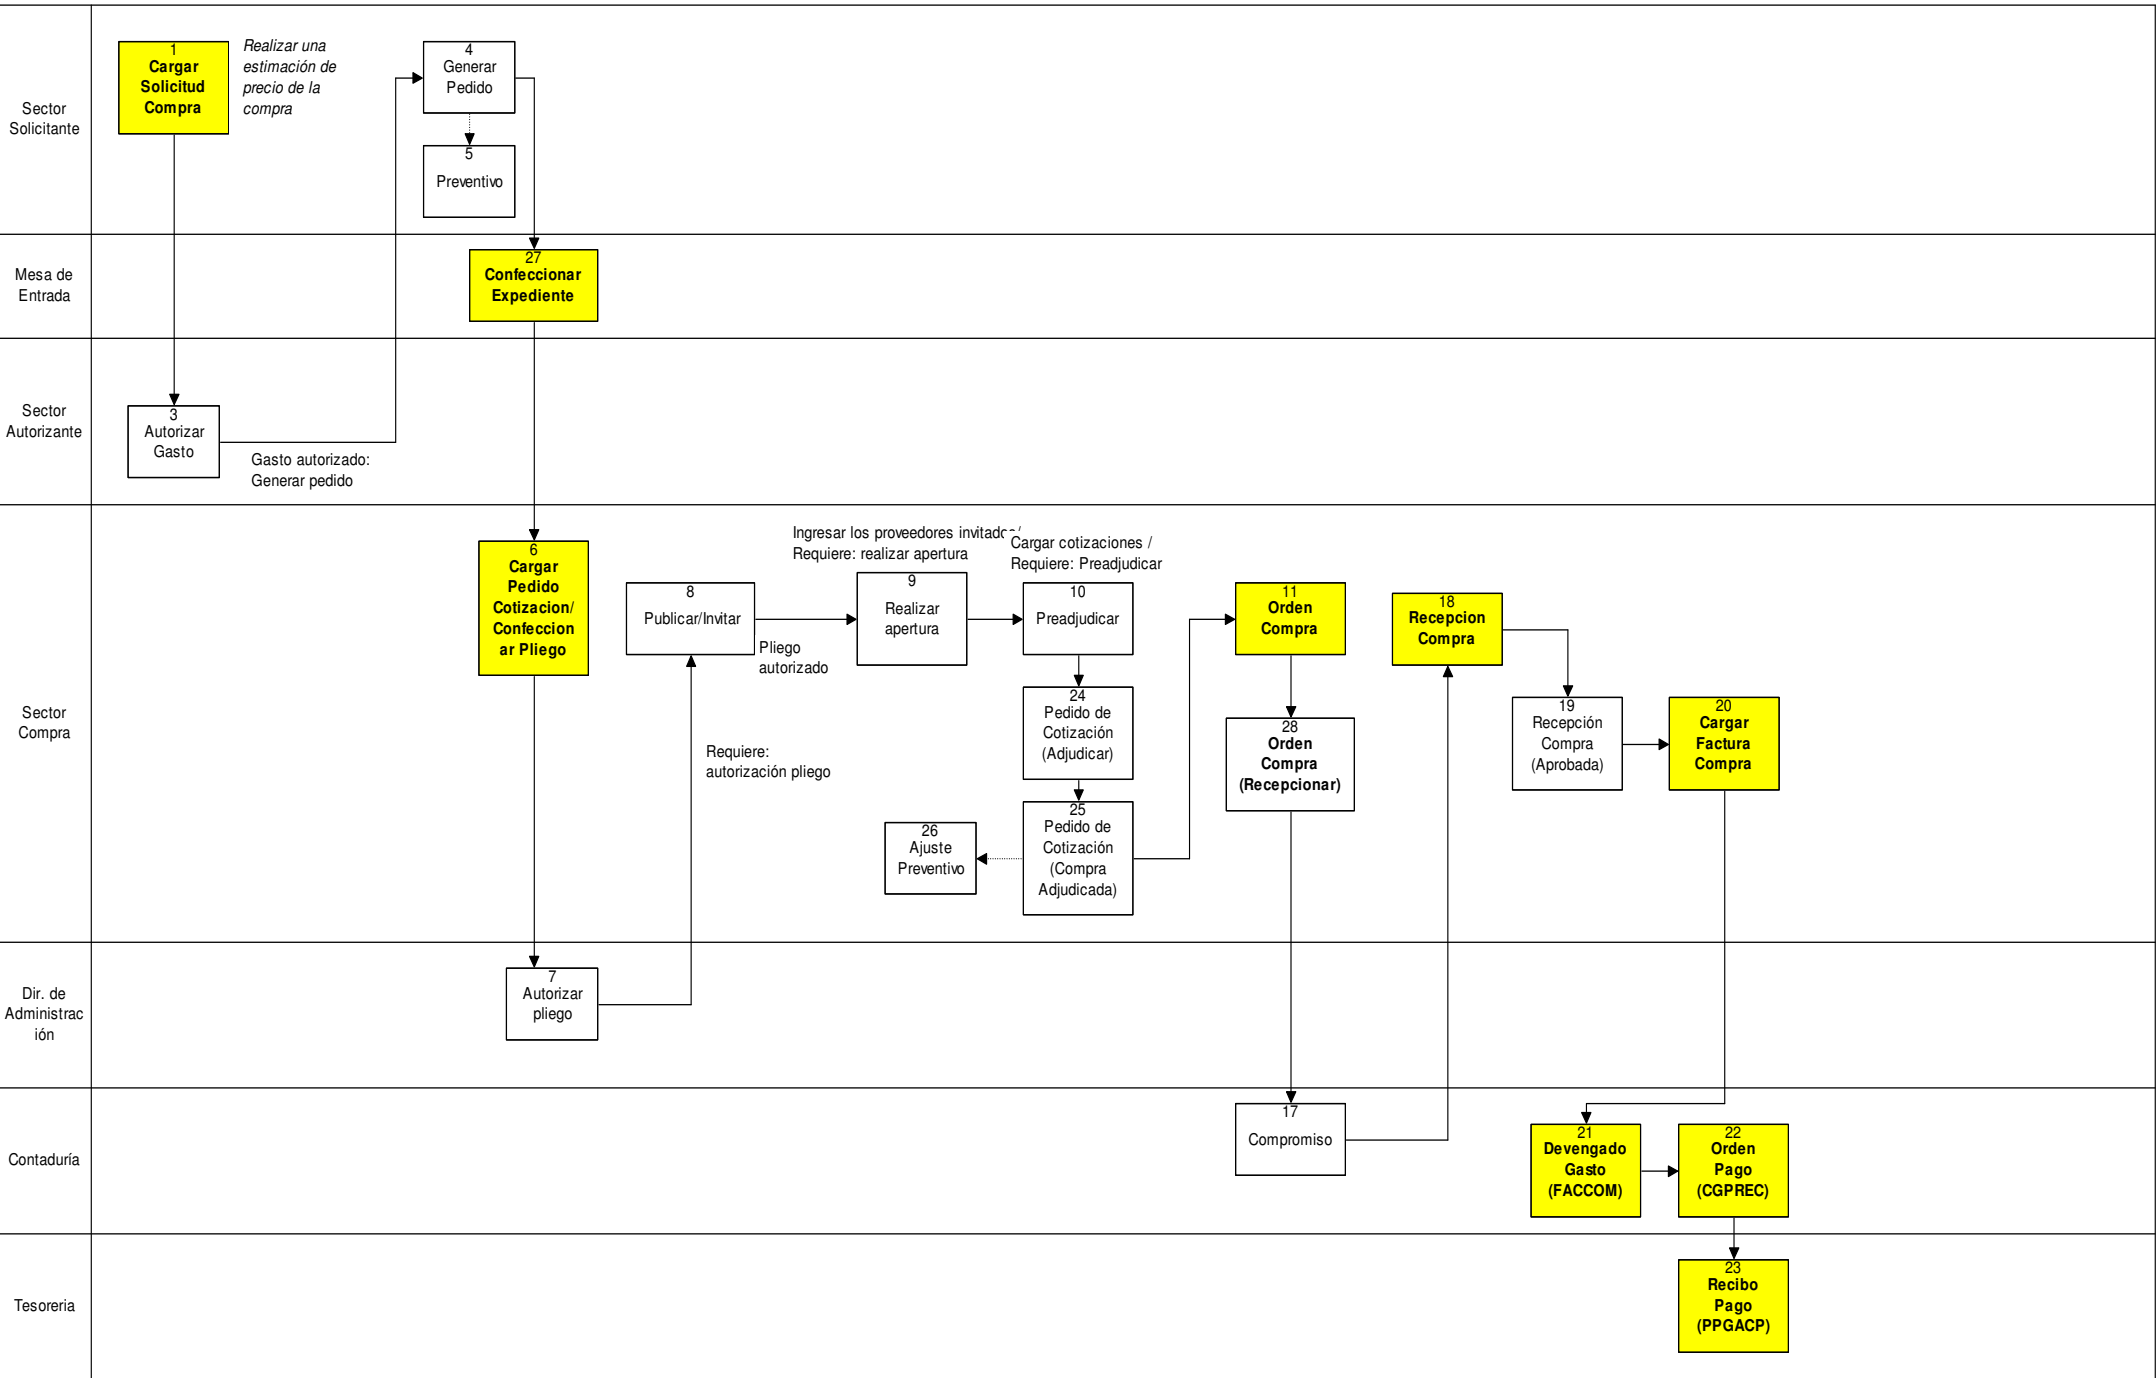 Sector
Solicitante
1
Cargar
Solicitud
Compra
Realizar una
estimación de
precio de la
compra
4
Generar
Pedido
5
Preventivo
Mesa de
Entrada
27
Confeccionar
Expediente
Sector
Autorizante
3
Autorizar
Gasto
Gasto autorizado:
Generar pedido
Sector
Compra
6
Cargar
Pedido
Cotizacion/
Confeccion
ar Pliego
8
Publicar/Invitar
Pliego
autorizado
Requiere:
autorización pliego
Ingresar los proveedores invitados/
Requiere: realizar apertura
9
Realizar
apertura
Cargar cotizaciones /
Requiere: Preadjudicar
10
Preadjudicar
24
Pedido de
Cotización
(Adjudicar)
25
Pedido de
Cotización
(Compra
Adjudicada)
26
Ajuste
Preventivo
11
Orden
Compra
28
Orden
Compra
(Recepcionar)
18
Recepcion
Compra
19
Recepción
Compra
(Aprobada)
20
Cargar
Factura
Compra
Dir. de
Administrac
ión
7
Autorizar
pliego
Contaduría
17
Compromiso
21
Devengado
Gasto
(FACCOM)
22
Orden
Pago
(CGPREC)
Tesoreria
23
Recibo
Pago
(PPGACP)